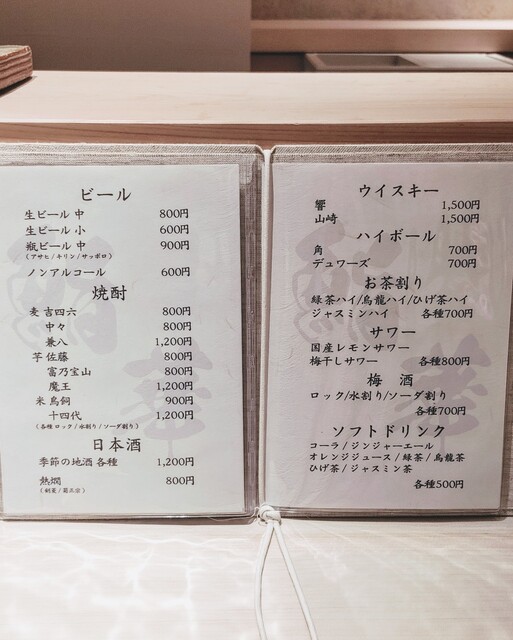 ビール
生ビール 中 800円
生ビール 小 600円
瓶ビール 中 900円
(アサヒ/キリン/サッポロ)
ノンアルコール 600円
焼酎
麦 吉四六 800円
中々 800円
兼八 1,200円
芋 佐藤 800円
富乃宝山 800円
魔王 1,200円
米 鳥飼 900円
十四代 1,200円
(各種 ロック/水割り/ソーダ割り)
日本酒
季節の地酒 各種 1,200円
熱燗 800円
(剣菱/菊正宗)
ウイスキー
響 1,500円
山崎 1,500円
ハイボール
角 700円
デュワーズ 700円
お茶割り
緑茶ハイ/烏龍ハイ/ひげ茶ハイ
ジャスミンハイ 各種700円
サワー
国産レモンサワー
梅干しサワー 各種800円
梅 酒
ロック/水割り/ソーダ割り
各種700円
ソフトドリンク
コーラ/ジンジャーエール
オレンジジュース/緑茶/烏龍茶
ひげ茶/ジャスミン茶
各種500円